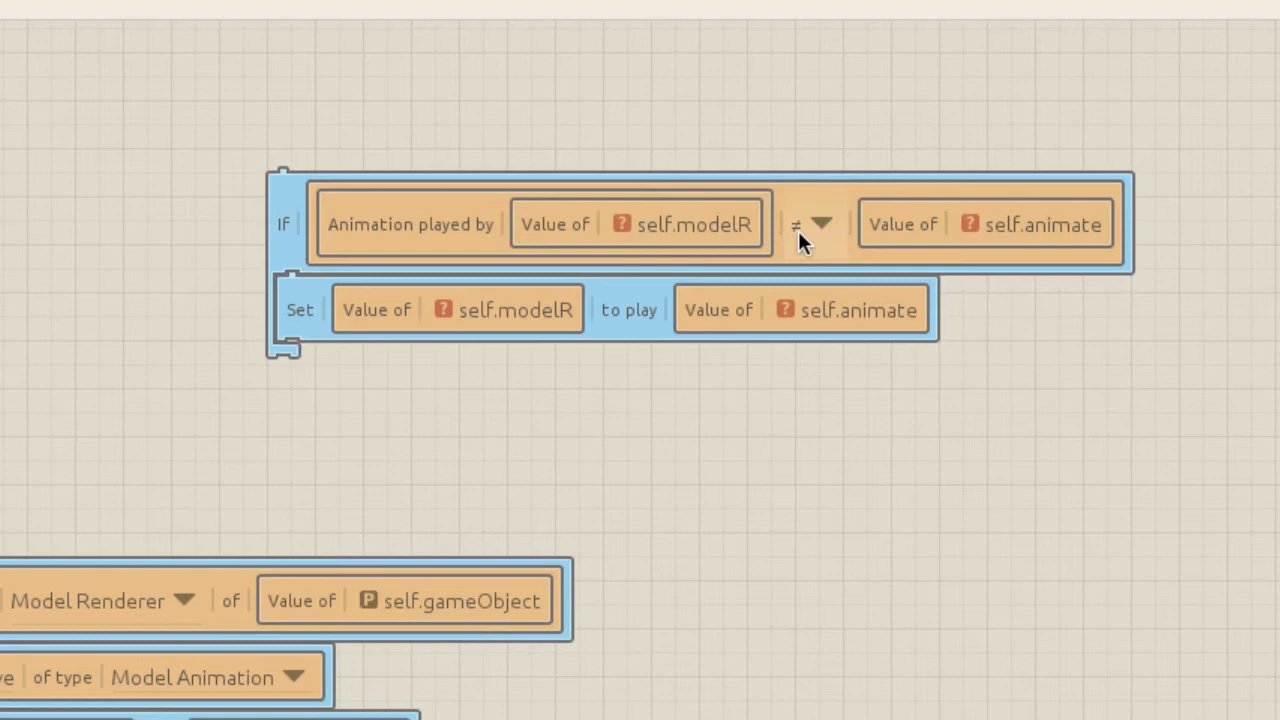 If Animation played by Value of ? self.modelR ≠ Value of ? self.animate
Set Value of ? self.modelR to play Value of ? self.animate
Model Renderer of Value of P self.gameObject
ve of type Model Animation